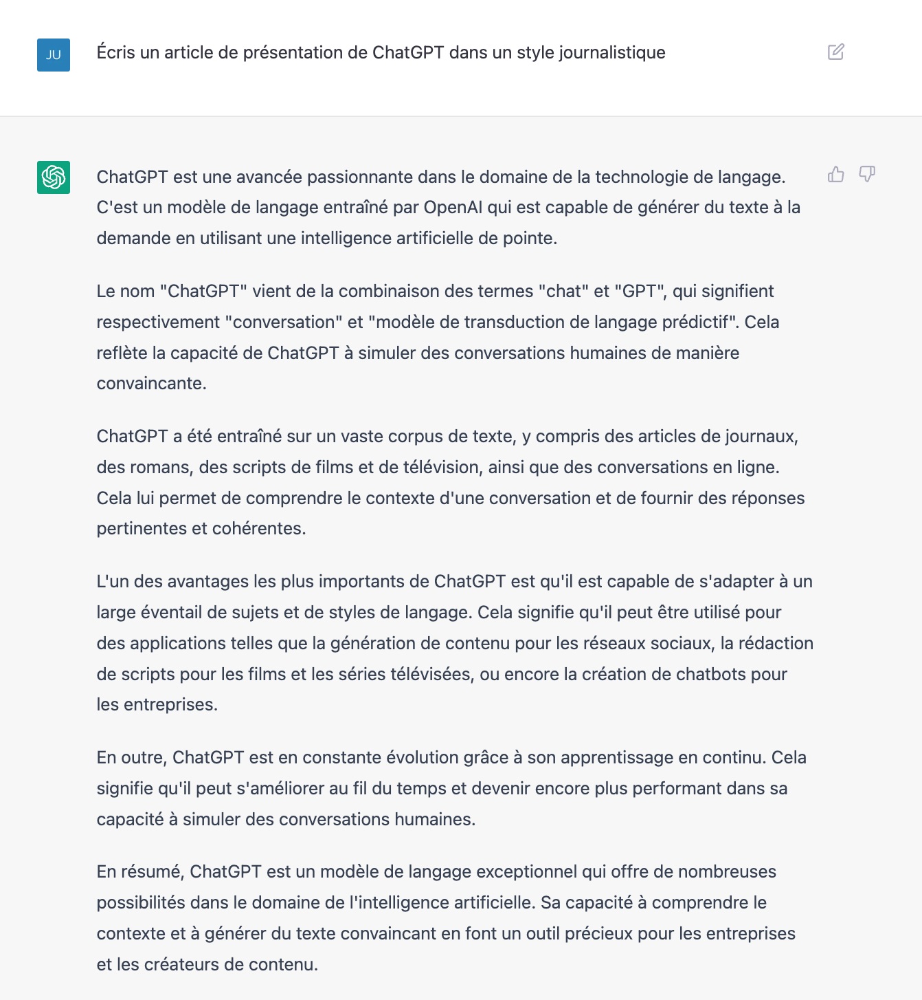 JU
Écris un article de présentation de ChatGPT dans un style journalistique
ChatGPT est une avancée passionnante dans le domaine de la technologie de langage.
C'est un modèle de langage entraîné par OpenAI qui est capable de générer du texte à la
demande en utilisant une intelligence artificielle de pointe.
Le nom "ChatGPT" vient de la combinaison des termes "chat" et "GPT", qui signifient
respectivement "conversation" et "modèle de transduction de langage prédictif". Cela
reflète la capacité de ChatGPT à simuler des conversations humaines de manière
convaincante.
ChatGPT a été entraîné sur un vaste corpus de texte, y compris des articles de journaux,
des romans, des scripts de films et de télévision, ainsi que des conversations en ligne.
Cela lui permet de comprendre le contexte d'une conversation et de fournir des réponses
pertinentes et cohérentes.
L'un des avantages les plus importants de ChatGPT est qu'il est capable de s'adapter à un
large éventail de sujets et de styles de langage. Cela signifie qu'il peut être utilisé pour
des applications telles que la génération de contenu pour les réseaux sociaux, la rédaction
de scripts pour les films et les séries télévisées, ou encore la création de chatbots pour
les entreprises.
En outre, ChatGPT est en constante évolution grâce à son apprentissage en continu. Cela
signifie qu'il peut s'améliorer au fil du temps et devenir encore plus performant dans sa
capacité à simuler des conversations humaines.
En résumé, ChatGPT est un modèle de langage exceptionnel qui offre de nombreuses
possibilités dans le domaine de l'intelligence artificielle. Sa capacité à comprendre le
contexte et à générer du texte convaincant en font un outil précieux pour les entreprises
et les créateurs de contenu.